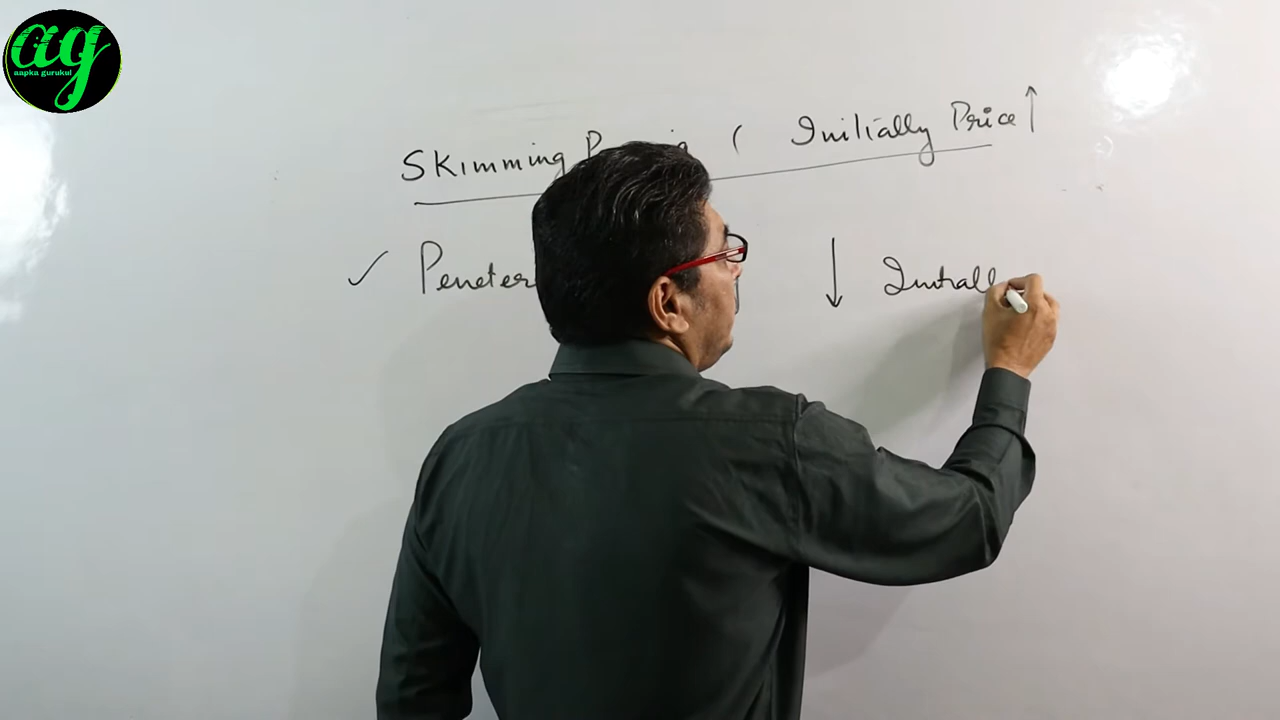 ag
aapka gurukul
Skimming ( Initially Price ↑
✓ Peneter ↓ Initall